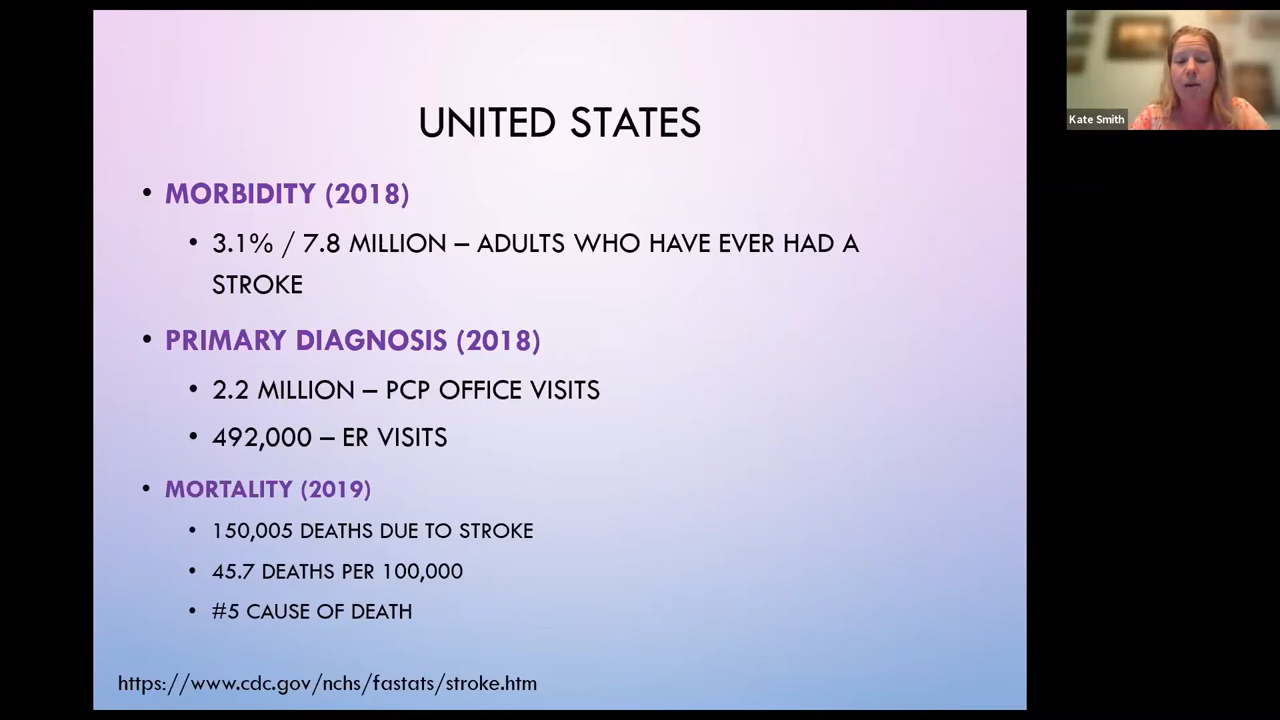 UNITED STATES
• MORBIDITY (2018)
• 3.1% / 7.8 MILLION – ADULTS WHO HAVE EVER HAD A
STROKE
• PRIMARY DIAGNOSIS (2018)
• 2.2 MILLION – PCP OFFICE VISITS
• 492,000 – ER VISITS
• MORTALITY (2019)
• 150,005 DEATHS DUE TO STROKE
• 45.7 DEATHS PER 100,000
• #5 CAUSE OF DEATH
https://www.cdc.gov/nchs/fastats/stroke.htm
Kate Smith